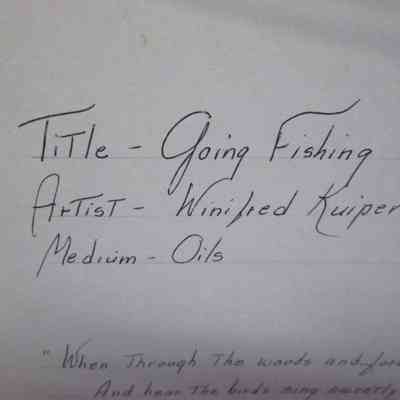 Title - Going Fishing
Artist - Winifred Kuiper
Medium - Oils
"When Through The woods and
And hear The birds sing sweetly